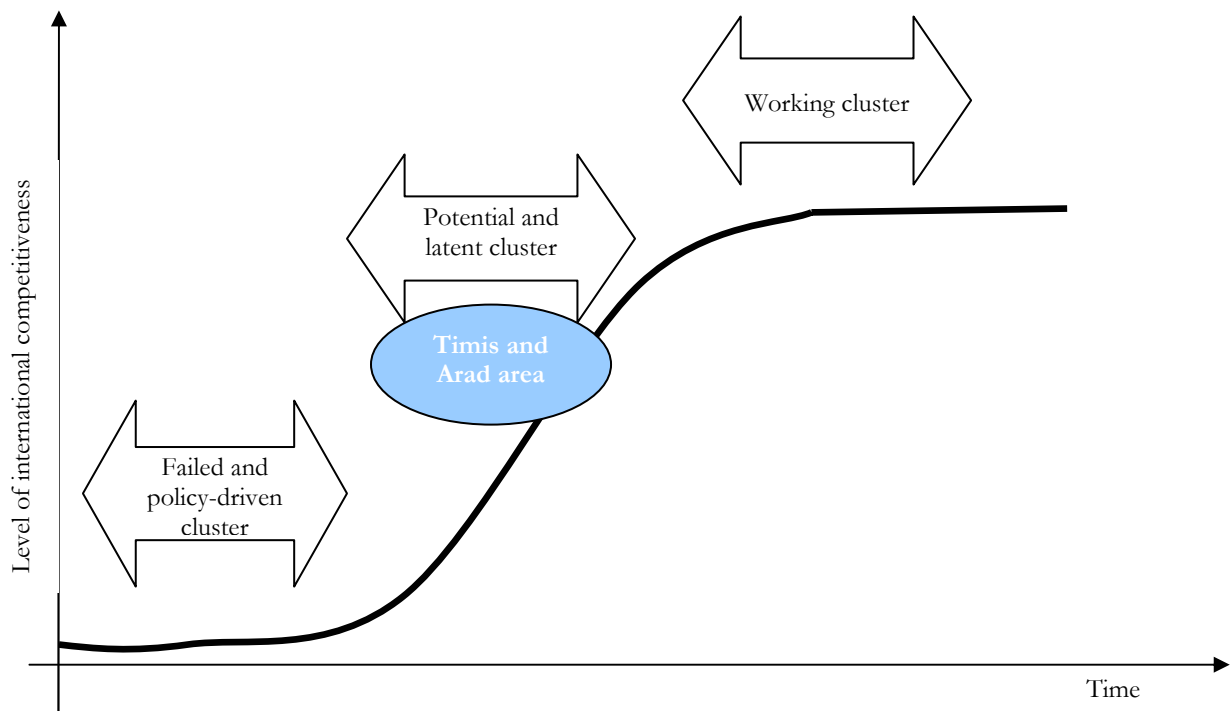 Working cluster
Potential and
latent cluster
Timis and
Arad area
Failed and
policy-driven
cluster
Level of international competitiveness
Time